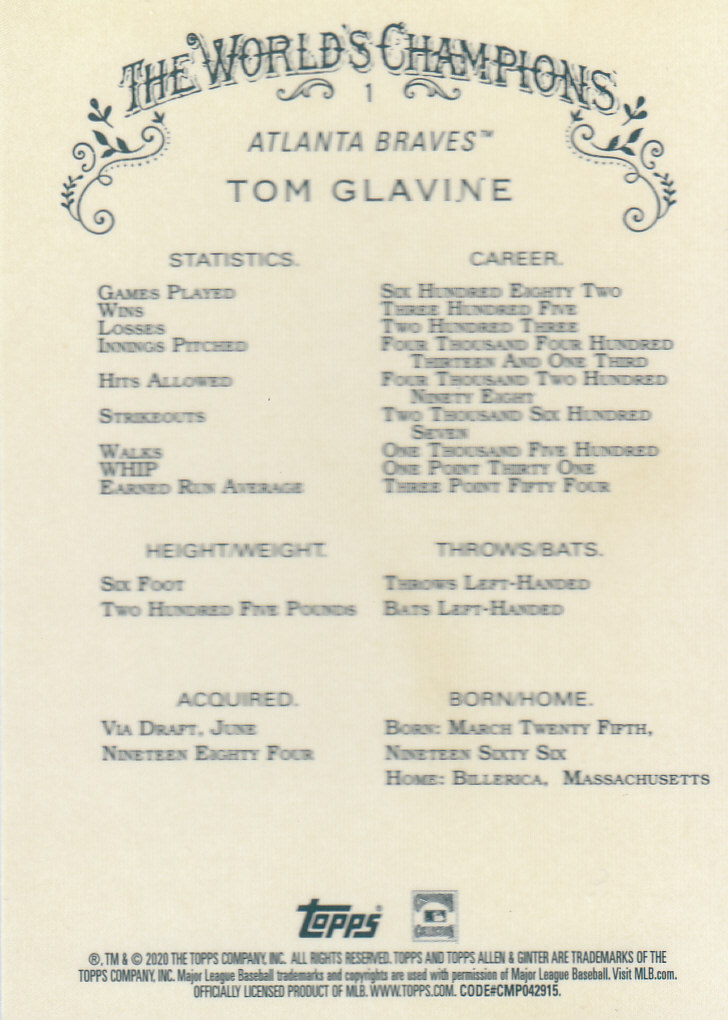 THE WORLD'S CHAMPIONS
1
ATLANTA BRAVES™
TOM GLAVINE
STATISTICS. CAREER.
GAMES PLAYED SIX HUNDRED EIGHTY TWO
WINS THREE HUNDRED FIVE
LOSSES TWO HUNDRED THREE
INNINGS PITCHED FOUR THOUSAND FOUR HUNDRED
THIRTEEN AND ONE THIRD
HITS ALLOWED FOUR THOUSAND TWO HUNDRED
NINETY EIGHT
STRIKEOUTS TWO THOUSAND SIX HUNDRED
SEVEN
WALKS ONE THOUSAND FIVE HUNDRED
WHIP ONE POINT THIRTY ONE
EARNED RUN AVERAGE THREE POINT FIFTY FOUR
HEIGHT/WEIGHT.
SIX FOOT
TWO HUNDRED FIVE POUNDS
THROWS/BATS.
THROWS LEFT-HANDED
BATS LEFT-HANDED
ACQUIRED.
VIA DRAFT, JUNE
NINETEEN EIGHTY FOUR
BORN/HOME.
BORN: MARCH TWENTY FIFTH,
NINETEEN SIXTY SIX
HOME: BILLERICA, MASSACHUSETTS
topps®
®, TM & © 2020 THE TOPPS COMPANY, INC. ALL RIGHTS RESERVED. TOPPS AND TOPPS ALLEN & GINTER ARE TRADEMARKS OF THE
TOPPS COMPANY, INC. Major League Baseball trademarks and copyrights are used with permission of Major League Baseball. Visit MLB.com.
OFFICIALLY LICENSED PRODUCT OF MLB. WWW.TOPPS.COM. CODE#CMP042915.